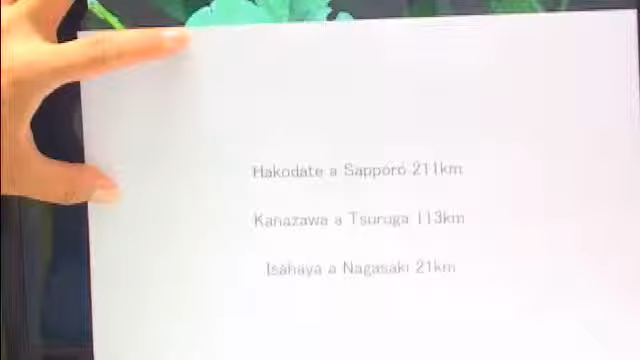 Hakodate a Sapporo 211km
Kanazawa a Tsuruga 113km
Isahaya a Nagasaki 21km